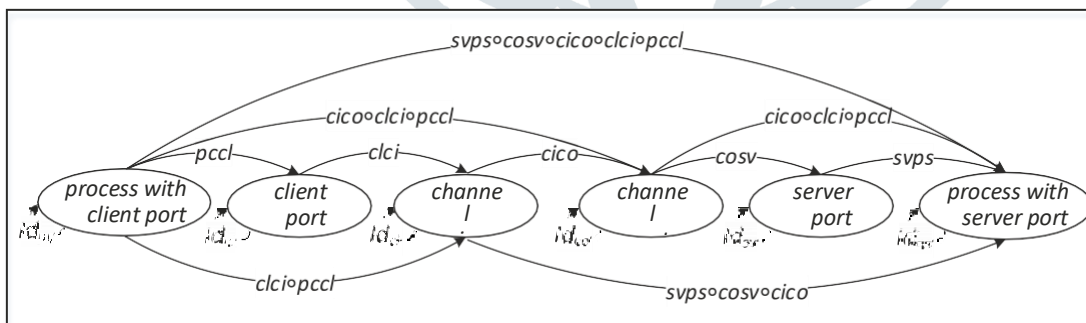 svps∘cosv∘cico∘clci∘pccl
cico∘clci∘pccl
cico∘clci∘pccl
pccl
clci
cico
cosv
svps
process with
client port
client
port
channe
l
channe
l
server
port
process with
server port
clci∘pccl
svps∘cosv∘cico